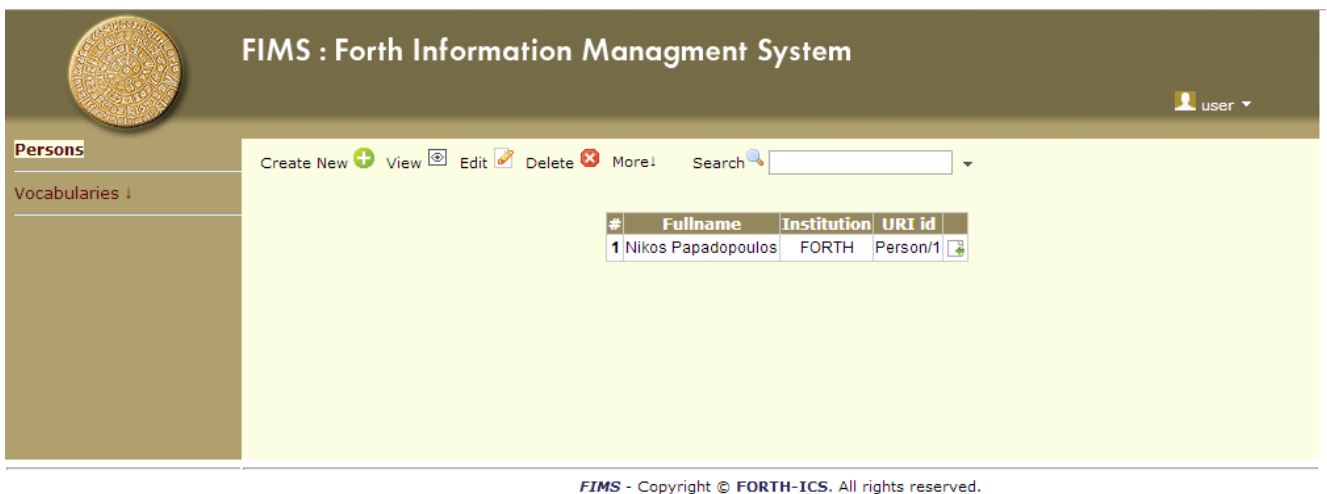 FIMS : Forth Information Managment System
user
Persons
Vocabularies ↓
Create New View Edit Delete More↓ Search
# Fullname Institution URI id
1 Nikos Papadopoulos FORTH Person/1
FIMS - Copyright © FORTH-ICS. All rights reserved.